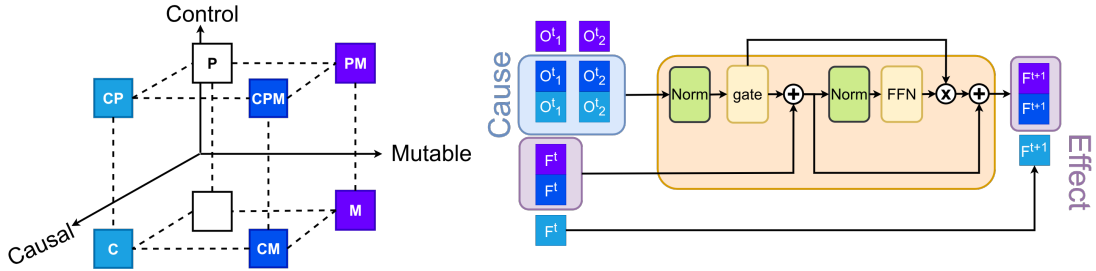 Control
P
PM
CP
CPM
Mutable
M
C
CM
Causal
O^t_1 O^t_2
Cause
O^t_1 O^t_2
O^t_1 O^t_2
Norm gate + Norm FFN x +
F^t+1
F^t+1
F^t
F^t
F^t+1
Effect
F^t